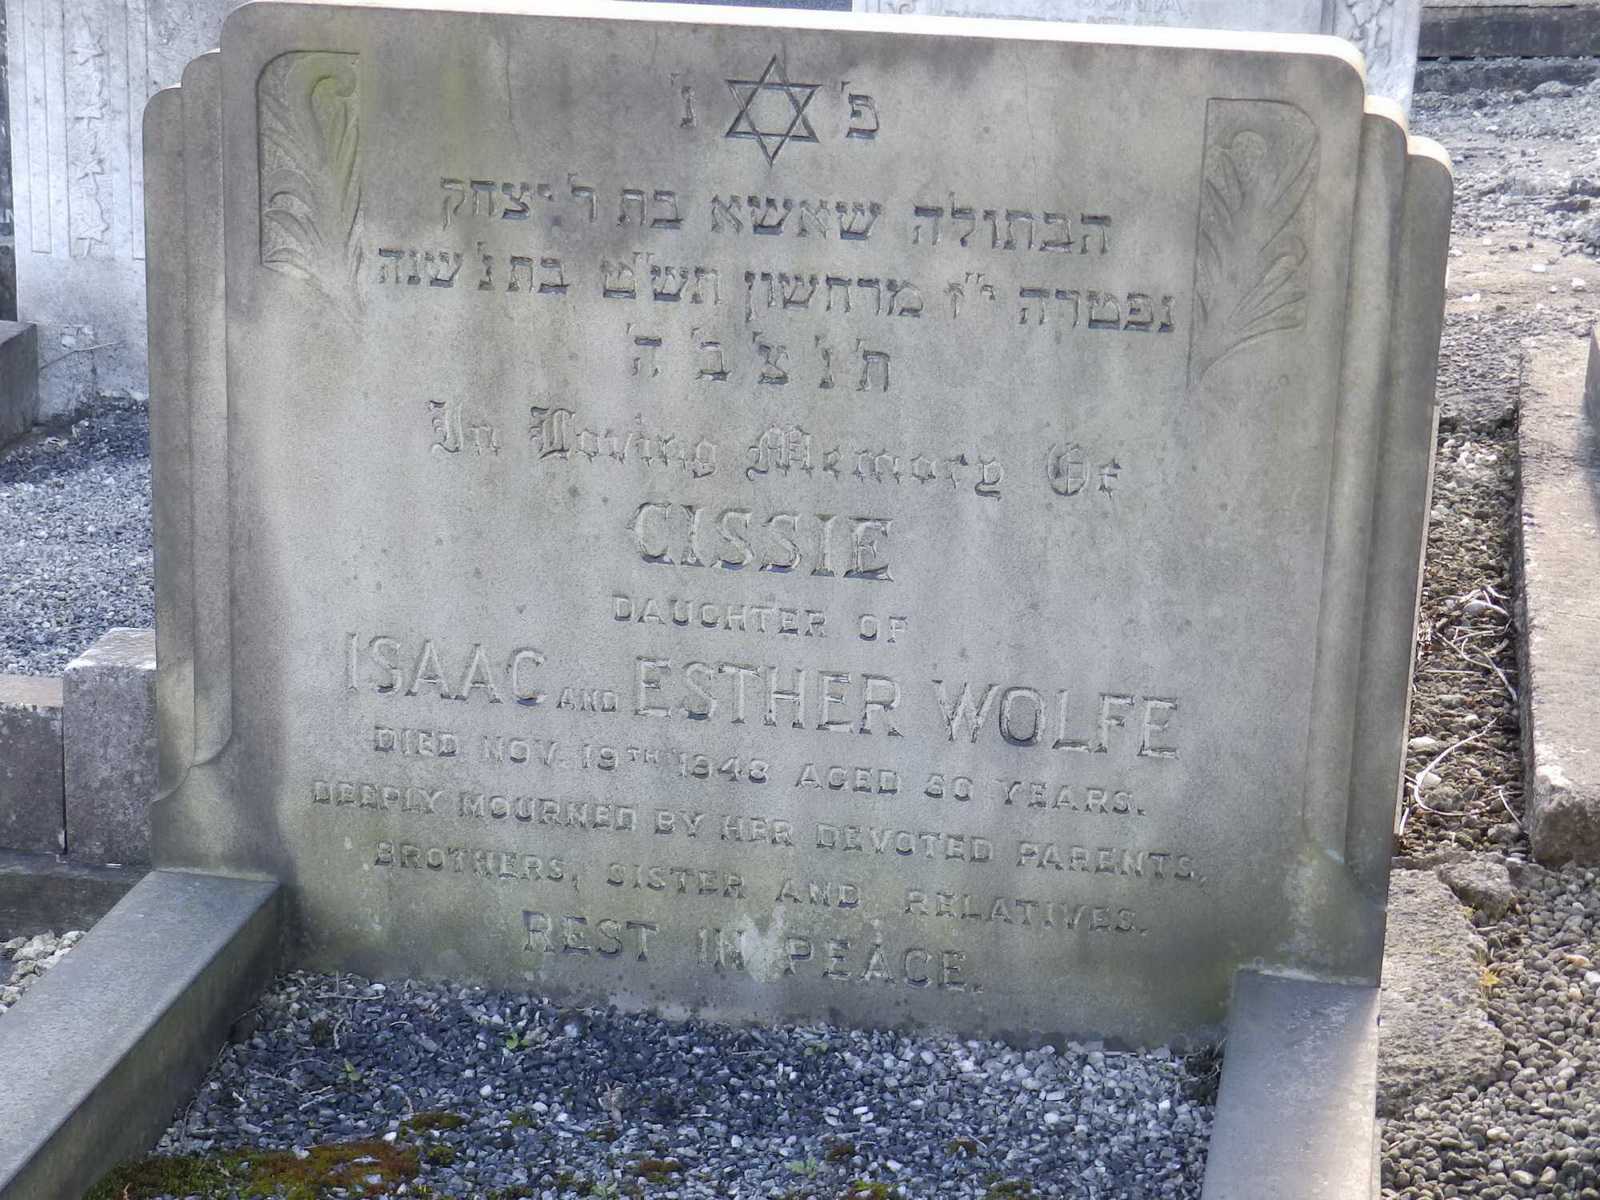 פ' נ'
הבתולה שאשא בת ר' יצחק
נפטרה י"ז מרחשון תש"ט בת נ' שנה
ת' נ' צ' ב' ה'
In Loving Memory Of
CISSIE
DAUGHTER OF
ISAAC AND ESTHER WOLFE
DIED NOV. 19TH 1948 AGED 50 YEARS.
DEEPLY MOURNED BY HER DEVOTED PARENTS,
BROTHERS, SISTER AND RELATIVES.
REST IN PEACE.